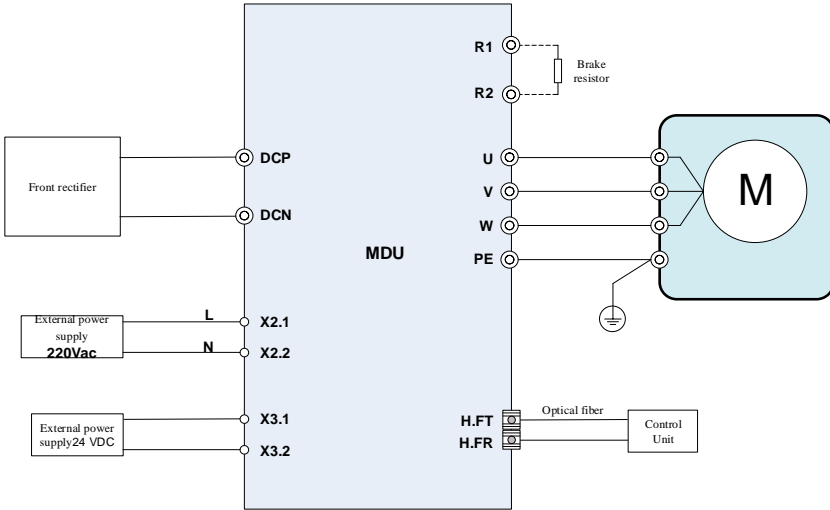 R1
Brake
resistor
R2
DCP
U
Front rectifier
V
M
DCN
W
MDU
PE
L
X2.1
External power
supply
220Vac
N
X2.2
X3.1
H.FT
Optical fiber
External power
supply24 VDC
Control
Unit
H.FR
X3.2